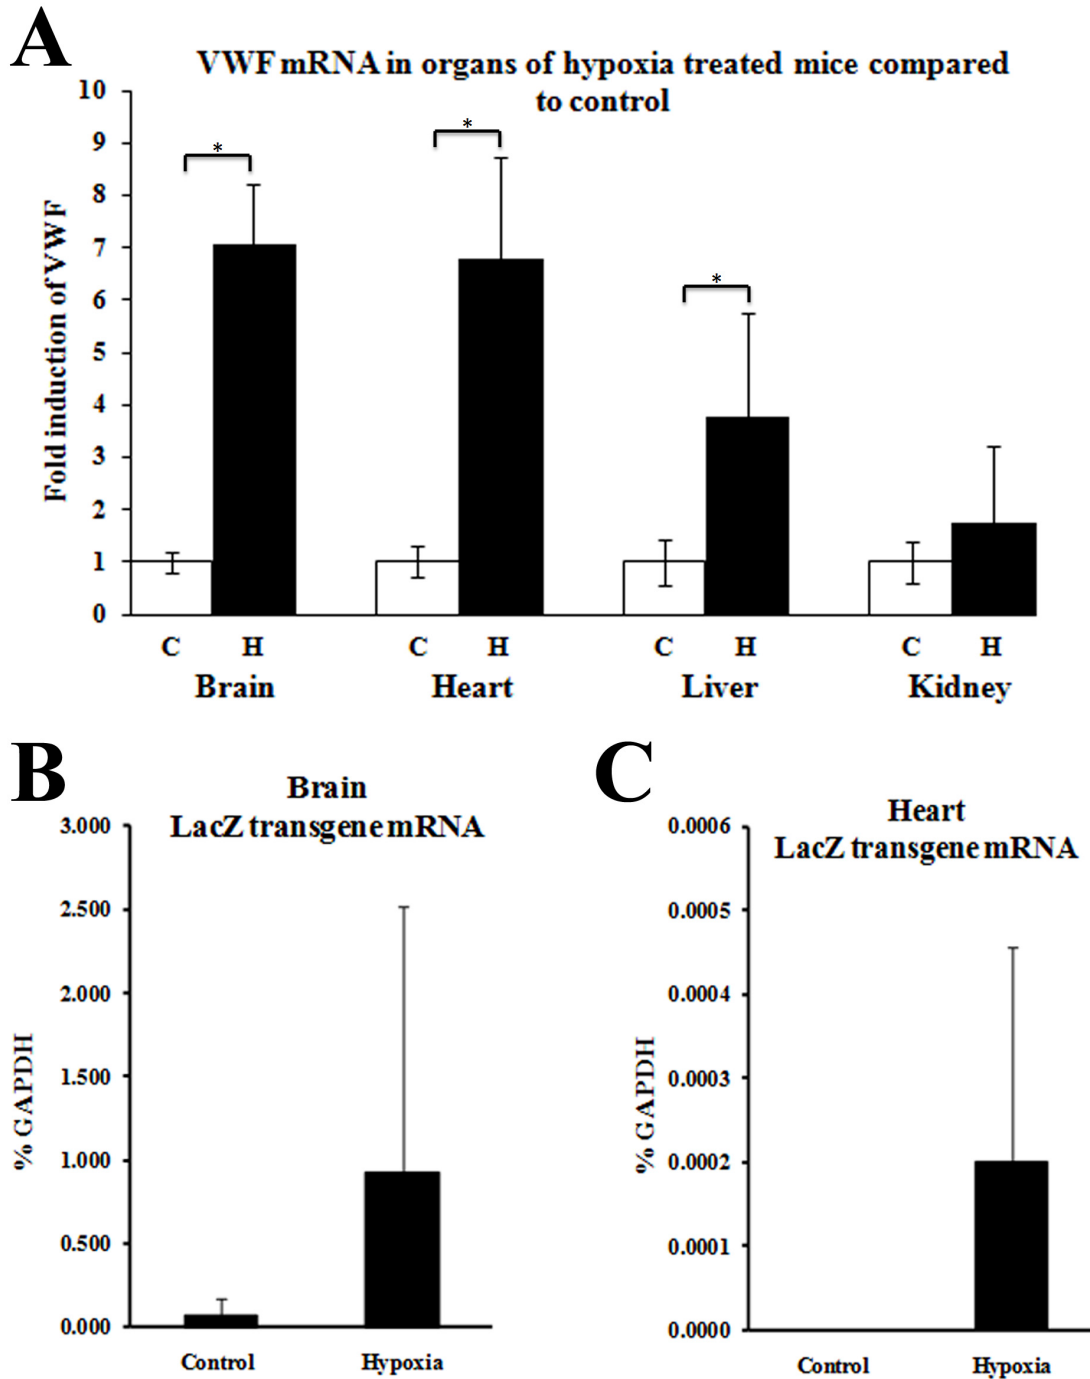 A
VWF mRNA in organs of hypoxia treated mice compared
to control
Fold induction of VWF
10
9
8
7
6
5
4
3
2
1
0
*
*
*
C H C H C H C H
Brain Heart Liver Kidney
B
Brain
LacZ transgene mRNA
% GAPDH
3.000
2.500
2.000
1.500
1.000
0.500
0.000
Control Hypoxia
C
Heart
LacZ transgene mRNA
% GAPDH
0.0006
0.0005
0.0004
0.0003
0.0002
0.0001
0.0000
Control Hypoxia